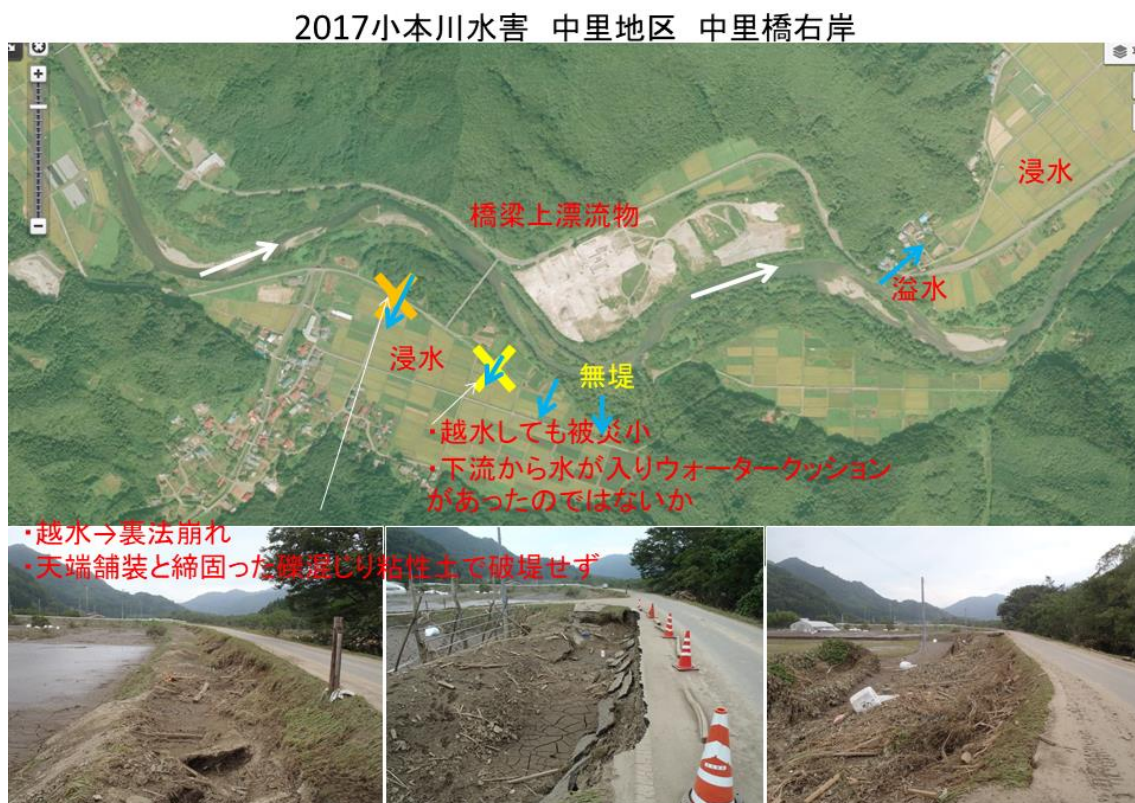 2017小本川水害 中里地区 中里橋右岸
浸水
橋梁上漂流物
溢水
浸水
無堤
・越水しても被災小
・下流から水が入りウォータークッション
があったのではないか
・越水→裏法崩れ
・天端舗装と締固った礫混じり粘性土で破堤せず